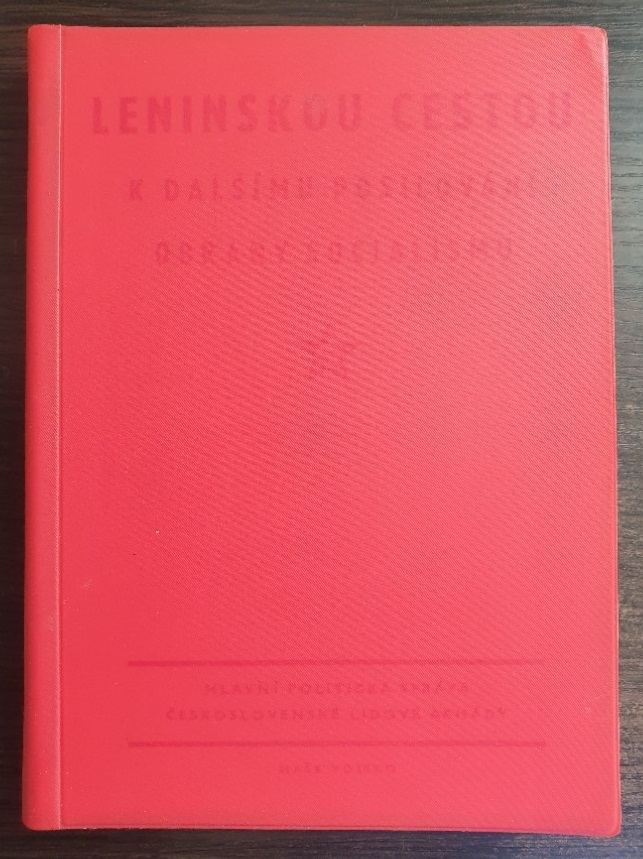 LENINSKOU CESTOU
K DALŠÍMU POSILOVÁNÍ
OBRANY SOCIALISMU
HLAVNÍ POLITICKÁ SPRÁVA
ČESKOSLOVENSKÉ LIDOVÉ ARMÁDY
NAŠE VOJSKO